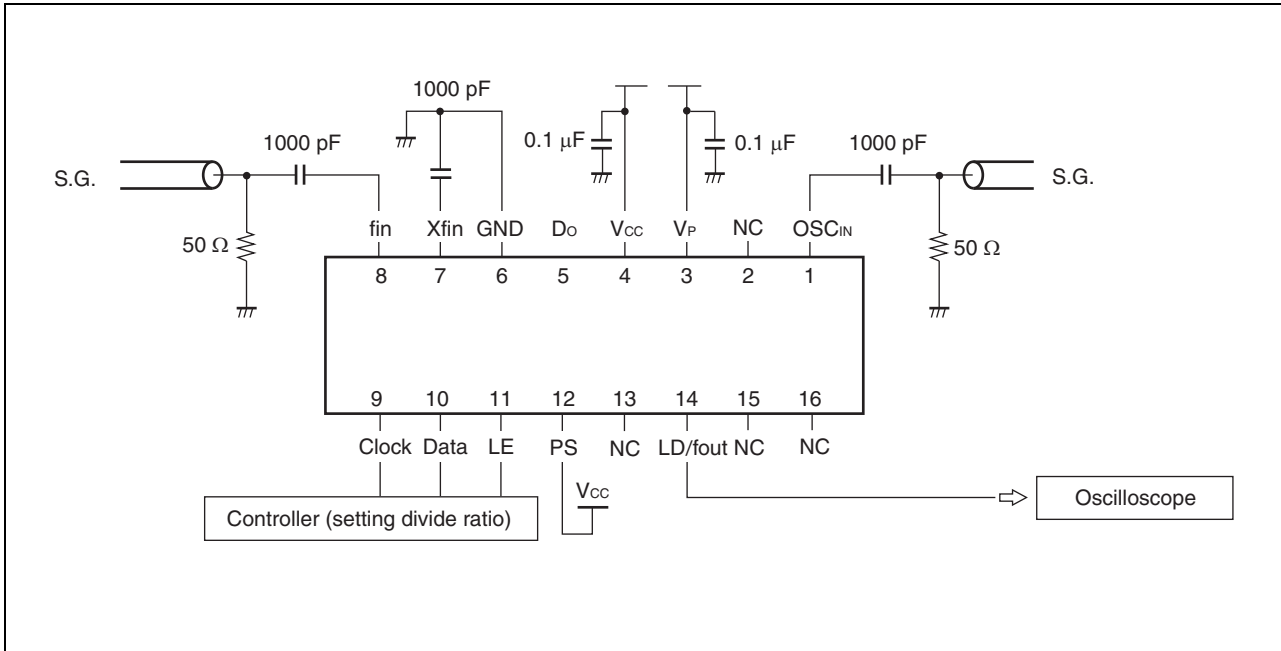 1000 pF
1000 pF
0.1 μF
0.1 μF
1000 pF
S.G.
S.G.
50 Ω
50 Ω
fin Xfin GND DO VCC VP NC OSCIN
8 7 6 5 4 3 2 1
9 10 11 12 13 14 15 16
Clock Data LE PS NC LD/fout NC NC
VCC
Controller (setting divide ratio)
Oscilloscope